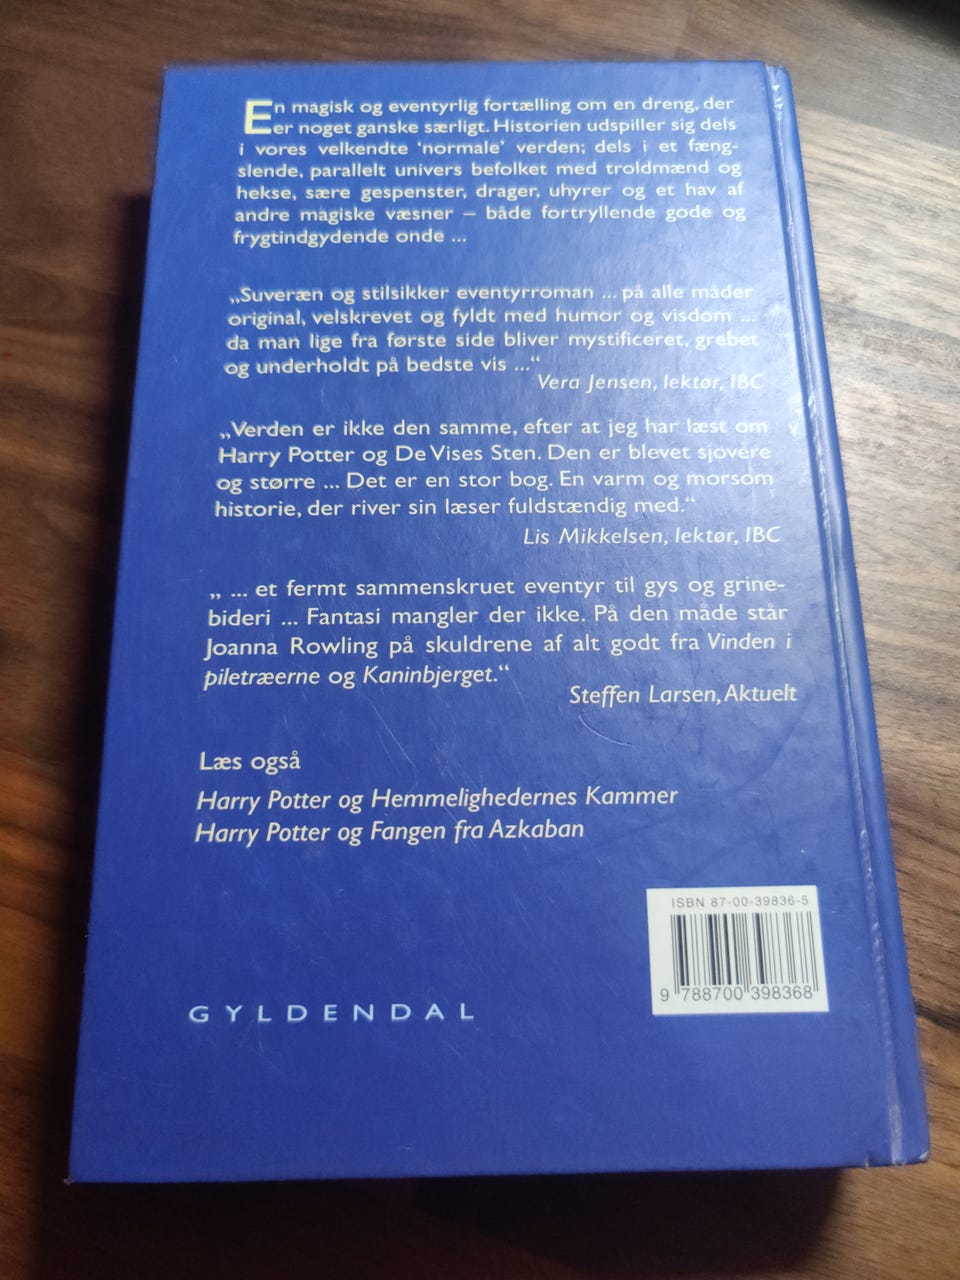 En magisk og eventyrlig fortælling om en dreng, der
er noget ganske særligt. Historien udspiller sig dels
i vores velkendte ‘normale’ verden; dels i et fæng-
slende, parallelt univers befolket med troldmænd og
hekse, sære gespenster, drager, uhyrer og et hav af
andre magiske væsner – både fortryllende gode og
frygtindgydende onde ...
„Suveræn og stilsikker eventyrroman ... på alle måder
original, velskrevet og fyldt med humor og visdom ...
da man lige fra første side bliver mystificeret, grebet
og underholdt på bedste vis ...“
Vera Jensen, lektør, IBC
„Verden er ikke den samme, efter at jeg har læst om
Harry Potter og De Vises Sten. Den er blevet sjovere
og større ... Det er en stor bog. En varm og morsom
historie, der river sin læser fuldstændig med.“
Lis Mikkelsen, lektør, IBC
„ ... et fermt sammenskruet eventyr til gys og grine-
bideri ... Fantasi mangler der ikke. På den måde står
Joanna Rowling på skuldrene af alt godt fra Vinden i
piletræerne og Kaninbjerget.“
Steffen Larsen, Aktuelt
Læs også
Harry Potter og Hemmelighedernes Kammer
Harry Potter og Fangen fra Azkaban
ISBN 87-00-39836-5
9 788700 398368
GYLDENDAL